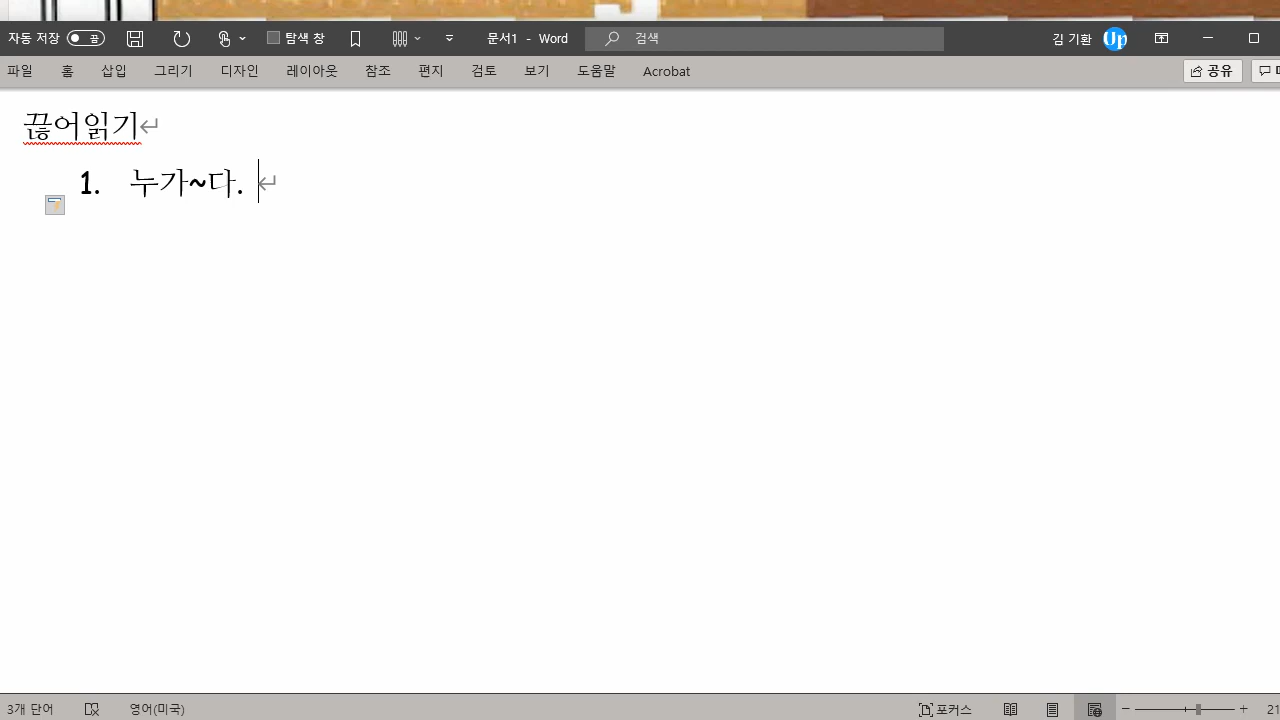 자동 저장 끔 탐색 창 문서1 - Word 검색 김 기환 Up
파일 홈 삽입 그리기 디자인 레이아웃 참조 편지 검토 보기 도움말 Acrobat 공유
끊어읽기
1. 누가~다.
3개 단어 영어(미국) 포커스 21